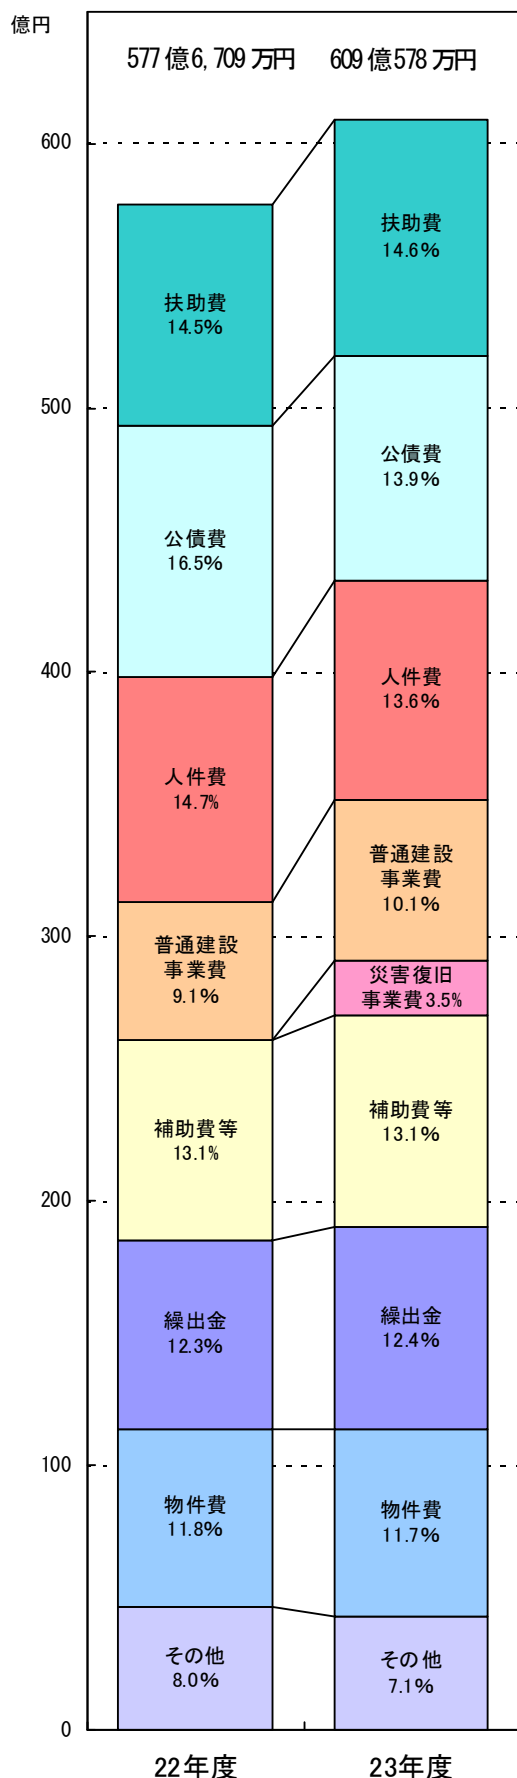 億円
577億6,709万円
609億578万円
600
500
400
300
200
100
0
扶助費
14.5%
公債費
16.5%
人件費
14.7%
普通建設
事業費
9.1%
補助費等
13.1%
繰出金
12.3%
物件費
11.8%
その他
8.0%
扶助費
14.6%
公債費
13.9%
人件費
13.6%
普通建設
事業費
10.1%
災害復旧
事業費3.5%
補助費等
13.1%
繰出金
12.4%
物件費
11.7%
その他
7.1%
22年度
23年度